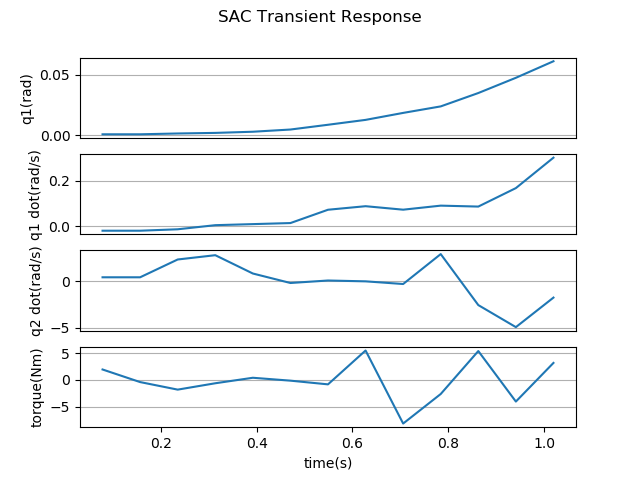 SAC Transient Response
q1(rad)
0.05
0.00
q1 dot(rad/s)
0.2
0.0
q2 dot(rad/s)
0
−5
torque(Nm)
5
0
−5
0.2 0.4 0.6 0.8 1.0
time(s)